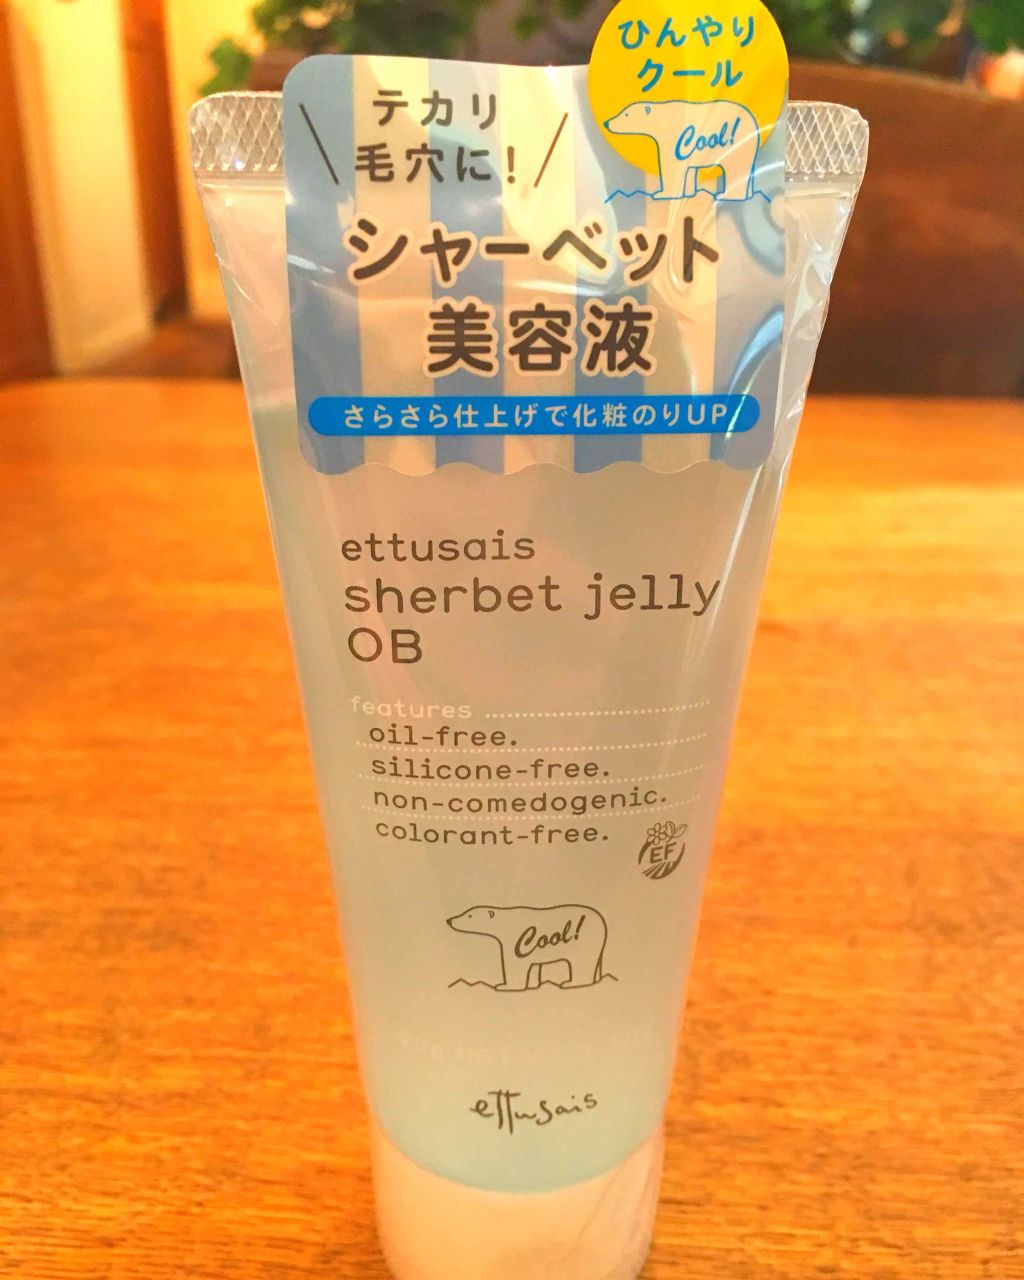 ひんやり
クール
Cool!
テカリ
毛穴に!
シャーベット
美容液
さらさら仕上げで化粧のりUP
ettusais
sherbet jelly
OB
features
oil-free.
silicone-free.
non-comedogenic.
colorant-free.
EF
Cool!
ettusais